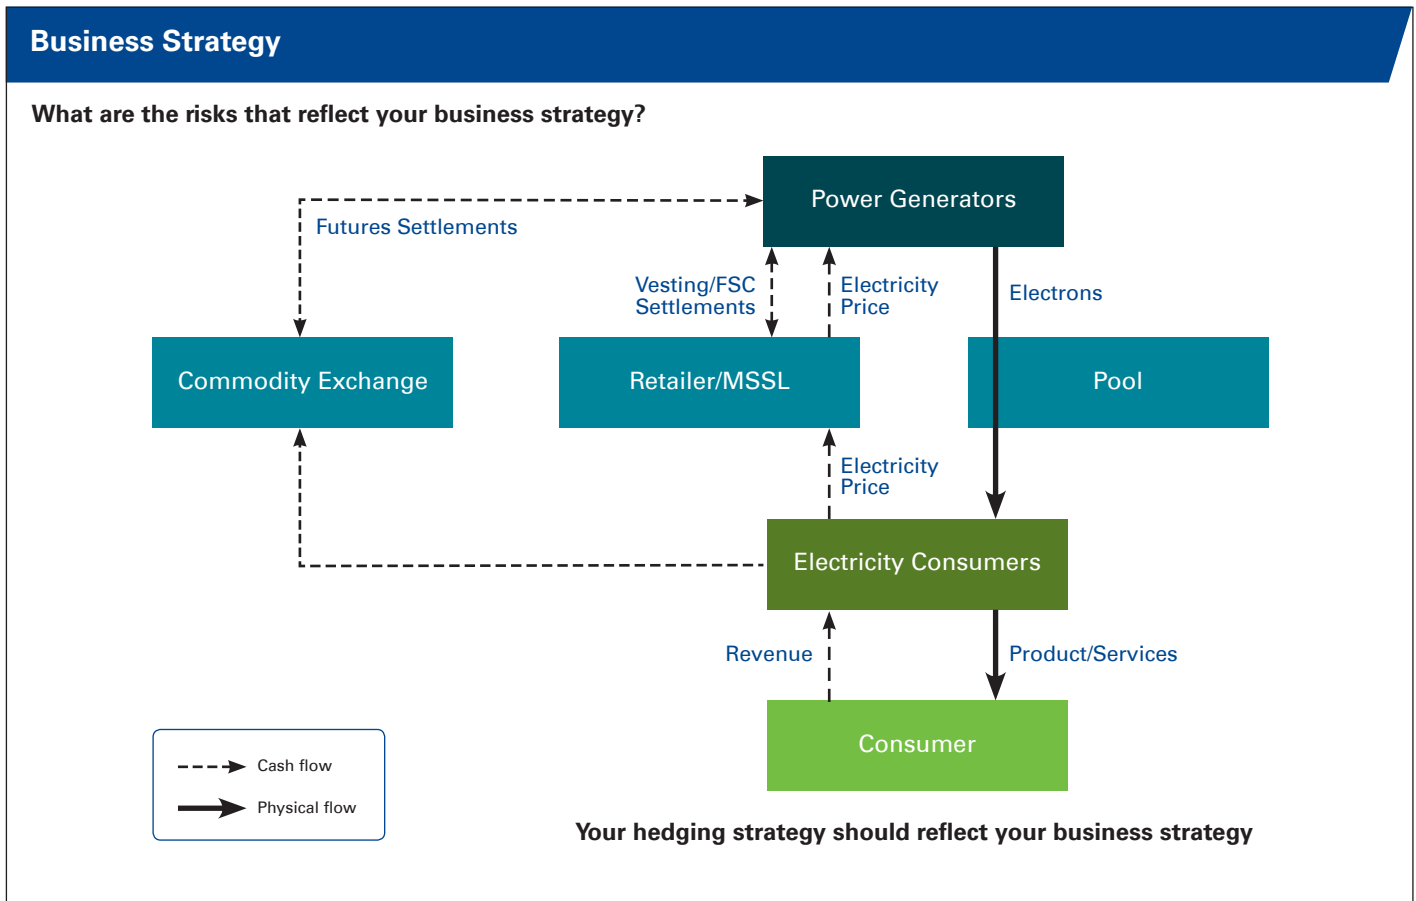 Business Strategy
What are the risks that reflect your business strategy?
Power Generators
Futures Settlements
Vesting/FSC
Settlements
Electricity
Price
Electrons
Commodity Exchange
Retailer/MSSL
Pool
Electricity
Price
Electricity Consumers
Revenue
Product/Services
Consumer
Cash flow
Physical flow
Your hedging strategy should reflect your business strategy